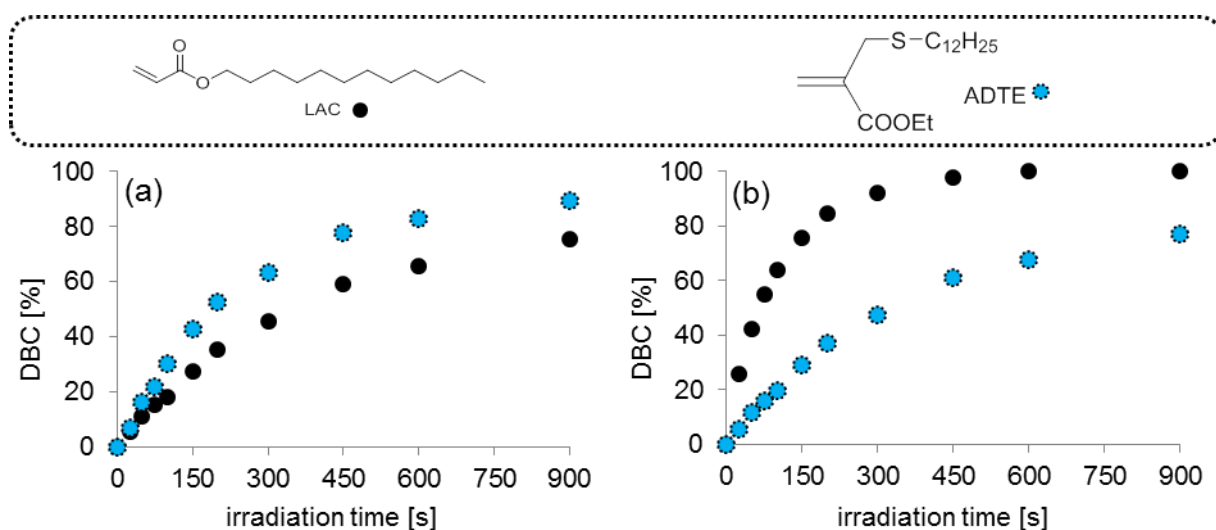 O
O
LAC
S-C₁₂H₂₅
COOEt
ADTE
(a)
DBC [%]
100
80
60
40
20
0
0 150 300 450 600 750 900
irradiation time [s]
(b)
DBC [%]
100
80
60
40
20
0
0 150 300 450 600 750 900
irradiation time [s]